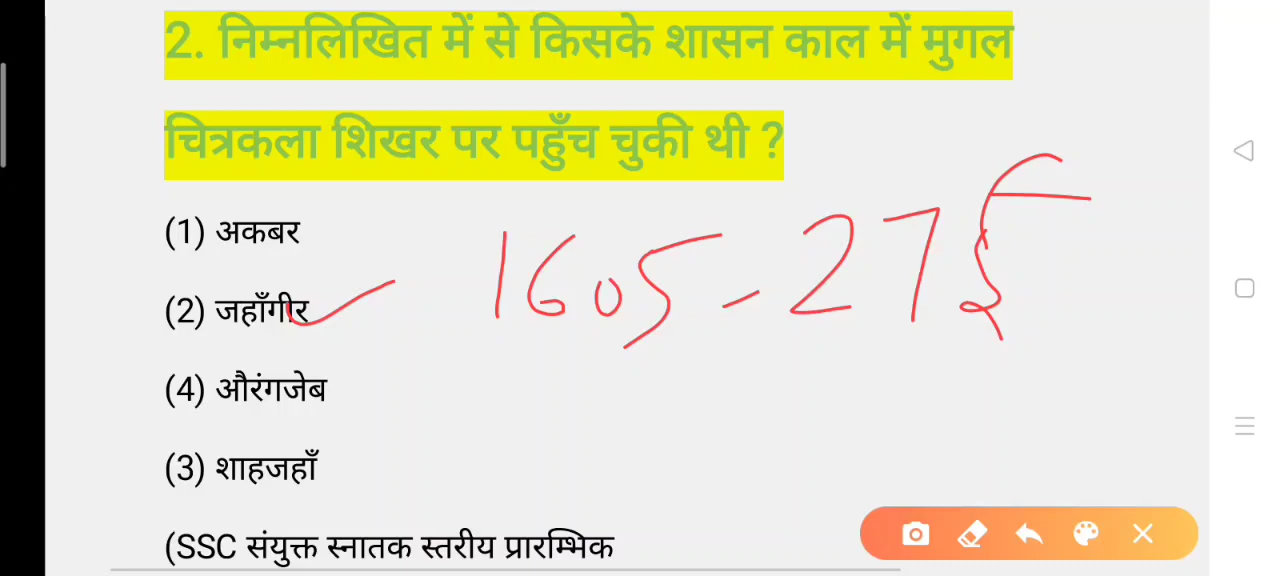 2. निम्नलिखित में से किसके शासन काल में मुगल
चित्रकला शिखर पर पहुँच चुकी थी ?
(1) अकबर
(2) जहाँगीर
1605-27 ई
(4) औरंगजेब
(3) शाहजहाँ
(SSC संयुक्त स्नातक स्तरीय प्रारम्भिक